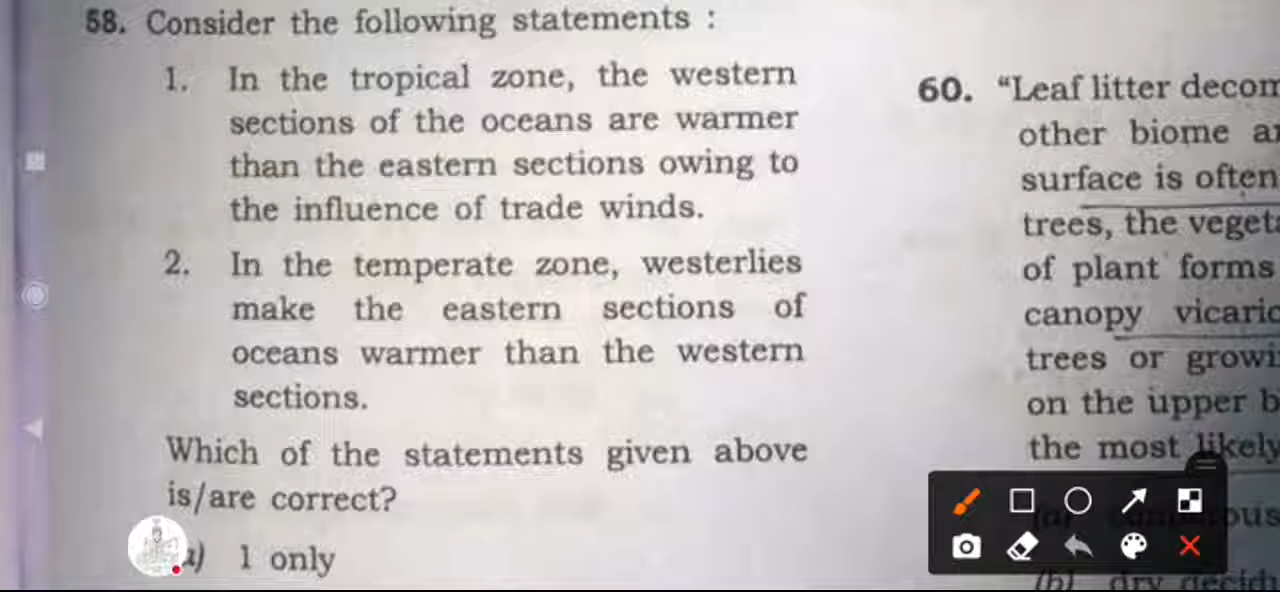 58. Consider the following statements :
1. In the tropical zone, the western
sections of the oceans are warmer
than the eastern sections owing to
the influence of trade winds.
2. In the temperate zone, westerlies
make the eastern sections of
oceans warmer than the western
sections.
Which of the statements given above
is/are correct?
1 only
60. "Leaf litter decom
other biome
surface is often
trees, the veget
of plant forms
canopy
trees or
on the upper b
the most likely
(b) dry